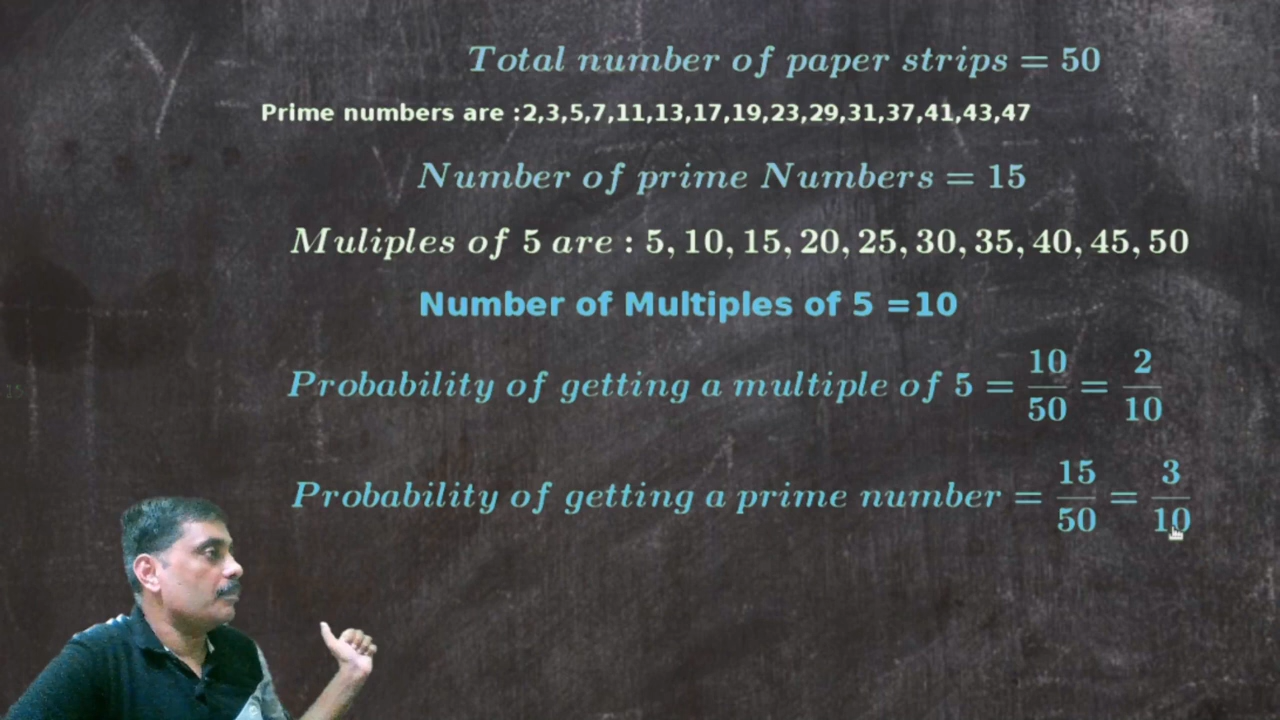 Total number of paper strips = 50
Prime numbers are :2,3,5,7,11,13,17,19,23,29,31,37,41,43,47
Number of prime Numbers = 15
Muliples of 5 are : 5, 10, 15, 20, 25, 30, 35, 40, 45, 50
Number of Multiples of 5 =10
Probability of getting a multiple of 5 = 10/50 = 2/10
Probability of getting a prime number = 15/50 = 3/10